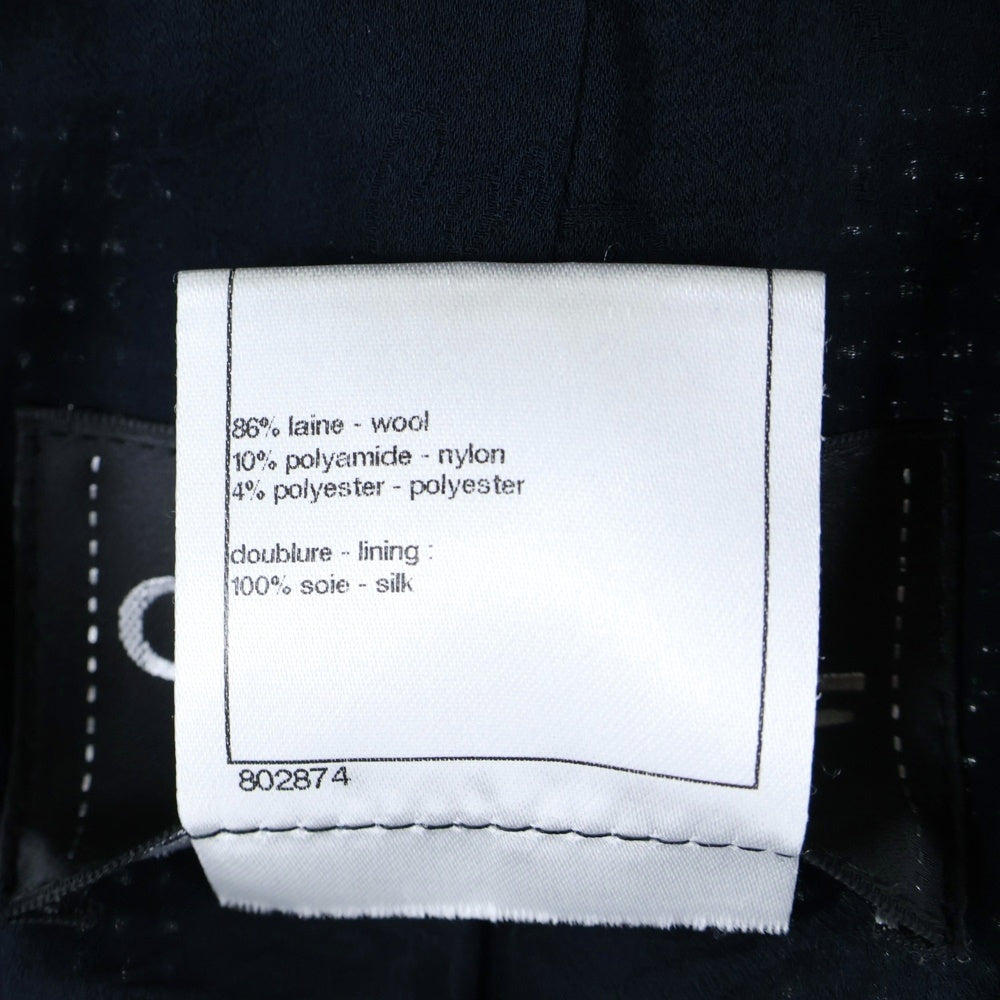 86% laine - wool
10% polyamide - nylon
4% polyester - polyester
doublure - lining :
100% soie - silk
802874